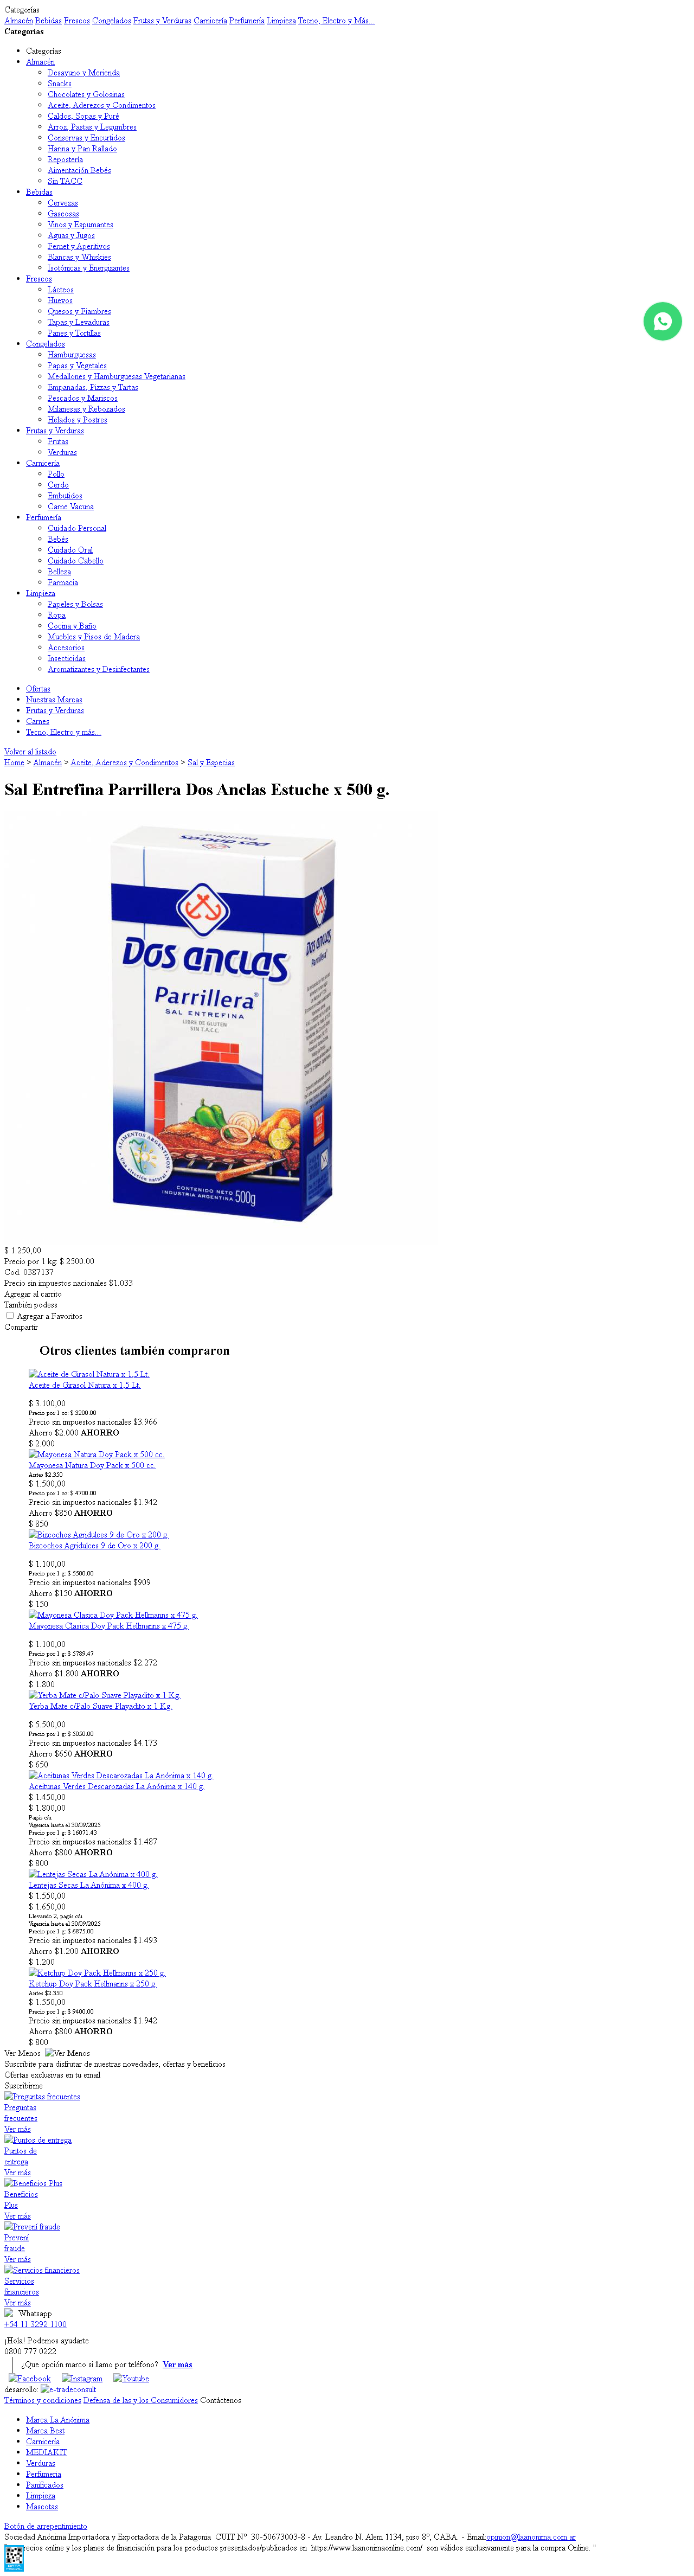 Categorías
Almacén Bebidas Frescos Congelados Frutas y Verduras Carnicería Perfumería Limpieza Tecno, Electro y Más...
Categorias
Categorías
Almacén
Desayuno y Merienda
Snacks
Chocolates y Golosinas
Aceite, Aderezos y Condimentos
Caldos, Sopas y Puré
Arroz, Pastas y Legumbres
Conservas y Encurtidos
Harina y Pan Rallado
Repostería
Aimentación Bebés
Sin TACC
Bebidas
Cervezas
Gaseosas
Vinos y Espumantes
Aguas y Jugos
Fernet y Aperitivos
Blancas y Whiskies
Isotónicas y Energizantes
Frescos
Lácteos
Huevos
Quesos y Fiambres
Tapas y Levaduras
Panes y Tortillas
Congelados
Hamburguesas
Papas y Vegetales
Medallones y Hamburguesas Vegetarianas
Empanadas, Pizzas y Tartas
Pescados y Mariscos
Milanesas y Rebozados
Helados y Postres
Frutas y Verduras
Frutas
Verduras
Carnicería
Pollo
Cerdo
Embutidos
Carne Vacuna
Perfumería
Cuidado Personal
Bebés
Cuidado Oral
Cuidado Cabello
Belleza
Farmacia
Limpieza
Papeles y Bolsas
Ropa
Cocina y Baño
Muebles y Pisos de Madera
Accesorios
Insecticidas
Aromatizantes y Desinfectantes
Ofertas
Nuestras Marcas
Frutas y Verduras
Carnes
Tecno, Electro y más...
Volver al listado
Home > Almacén > Aceite, Aderezos y Condimentos > Sal y Especias
Sal Entrefina Parrillera Dos Anclas Estuche x 500 g.
DOS ANCLAS
Dos anclas
Parrillera®
SAL ENTREFINA
LIBRE DE GLUTEN
SIN T.A.C.C.
ALIMENTOS ARGENTINOS
CONTENIDO NETO
INDUSTRIA ARGENTINA 500g
$ 1.250,00
Precio por 1 kg: $ 2500.00
Cod. 0387137
Precio sin impuestos nacionales $1.033
Agregar al carrito
También podess
Agregar a Favoritos
Compartir
Otros clientes también compraron
Aceite de Girasol Natura x 1,5 Lt.
Aceite de Girasol Natura x 1,5 Lt.
$ 3.100,00
Precio por 1 cc: $ 3200.00
Precio sin impuestos nacionales $3.966
Ahorro $2.000 AHORRO
$ 2.000
Mayonesa Natura Doy Pack x 500 cc.
Mayonesa Natura Doy Pack x 500 cc.
Antes $2.350
$ 1.500,00
Precio por 1 cc: $ 4700.00
Precio sin impuestos nacionales $1.942
Ahorro $850 AHORRO
$ 850
Bizcochos Agridulces 9 de Oro x 200 g.
Bizcochos Agridulces 9 de Oro x 200 g.
$ 1.100,00
Precio por 1 g: $ 5500.00
Precio sin impuestos nacionales $909
Ahorro $150 AHORRO
$ 150
Mayonesa Clasica Doy Pack Hellmanns x 475 g.
Mayonesa Clasica Doy Pack Hellmanns x 475 g.
$ 1.100,00
Precio por 1 g: $ 5789.47
Precio sin impuestos nacionales $2.272
Ahorro $1.800 AHORRO
$ 1.800
Yerba Mate c/Palo Suave Playadito x 1 Kg.
Yerba Mate c/Palo Suave Playadito x 1 Kg.
$ 5.500,00
Precio por 1 g: $ 5050.00
Precio sin impuestos nacionales $4.173
Ahorro $650 AHORRO
$ 650
Aceitunas Verdes Descarozadas La Anónima x 140 g.
Aceitunas Verdes Descarozadas La Anónima x 140 g.
$ 1.450,00
$ 1.800,00
Pagás c/u
Vigencia hasta el 30/09/2025
Precio por 1 g: $ 16071.43
Precio sin impuestos nacionales $1.487
Ahorro $800 AHORRO
$ 800
Lentejas Secas La Anónima x 400 g.
Lentejas Secas La Anónima x 400 g.
$ 1.550,00
$ 1.650,00
Llevando 2, pagás c/u
Vigencia hasta el 30/09/2025
Precio por 1 g: $ 6875.00
Precio sin impuestos nacionales $1.493
Ahorro $1.200 AHORRO
$ 1.200
Ketchup Doy Pack Hellmanns x 250 g.
Ketchup Doy Pack Hellmanns x 250 g.
Antes $2.350
$ 1.550,00
Precio por 1 g: $ 9400.00
Precio sin impuestos nacionales $1.942
Ahorro $800 AHORRO
$ 800
Ver Menos Ver Menos
Suscribite para disfrutar de nuestras novedades, ofertas y beneficios
Ofertas exclusivas en tu email
Suscribirme
Preguntas frecuentes
Preguntas
frecuentes
Ver más
Puntos de entrega
Puntos de
entrega
Ver más
Beneficios Plus
Beneficios
Plus
Ver más
Prevení fraude
Prevení
fraude
Ver más
Servicios financieros
Servicios
financieros
Ver más
Whatsapp
+54 11 3292 1100
¡Hola! Podemos ayudarte
0800 777 0222
¿Que opción marco si llamo por teléfono? Ver más
Facebook Instagram Youtube
desarrollo: e-tradeconsult
Términos y condiciones Defensa de las y los Consumidores Contáctenos
Marca La Anónima
Marca Best
Carnicería
MEDIAKIT
Verduras
Perfumeria
Panificados
Limpieza
Mascotas
Botón de arrepentimiento
Sociedad Anónima Importadora y Exportadora de la Patagonia CUIT Nº 30-50673003-8 - Av. Leandro N. Alem 1134, piso 8º, CABA. - Email:opinion@laanonima.com.ar
precios online y los planes de financiación para los productos presentados/publicados en https://www.laanonimaonline.com/ son válidos exclusivamente para la compra Online. "